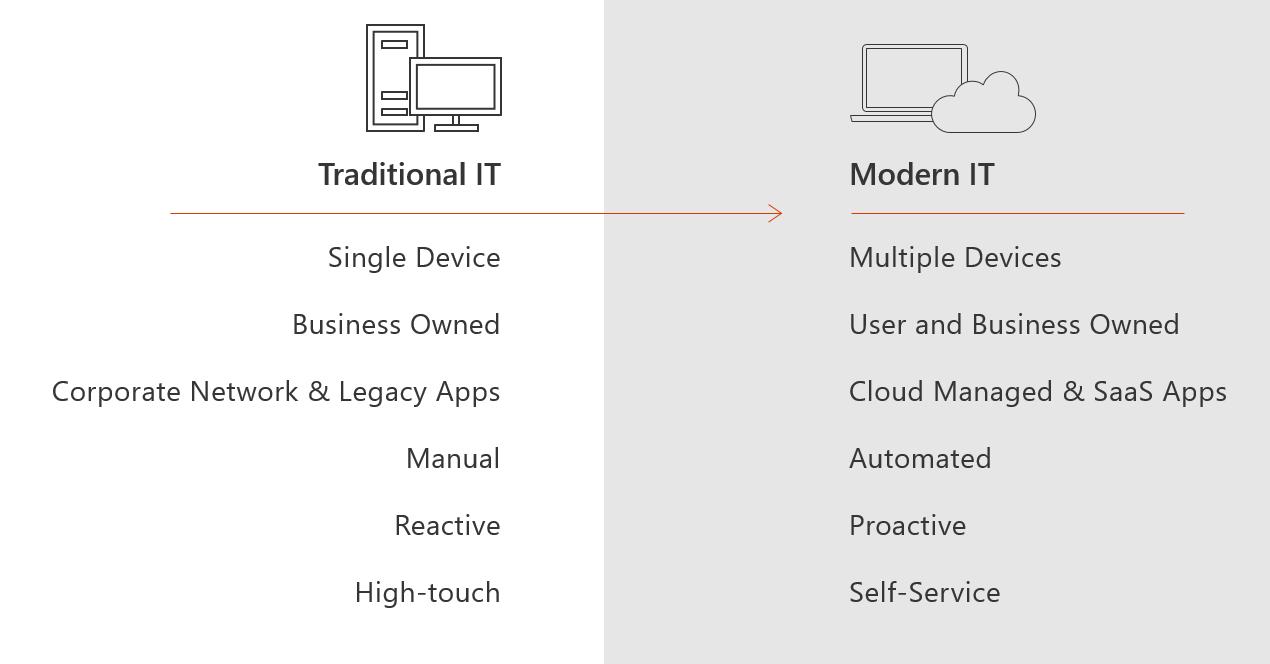 Traditional IT
Modern IT
Single Device
Multiple Devices
Business Owned
User and Business Owned
Corporate Network & Legacy Apps
Cloud Managed & SaaS Apps
Manual
Automated
Reactive
Proactive
High-touch
Self-Service